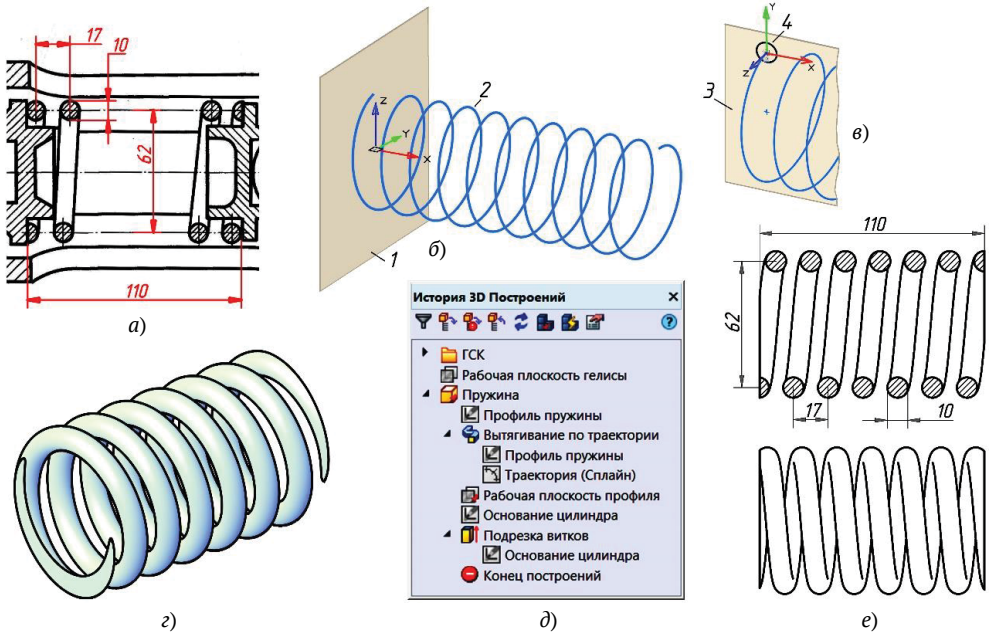 17
10
62
110
а)
Z
Y
X
1
2
б)
Y
4
X
Z
3
в)
г)
История 3D Построений
ГСК
Рабочая плоскость гелисы
Пружина
Профиль пружины
Вытягивание по траектории
Профиль пружины
Траектория (Сплайн)
Рабочая плоскость профиля
Основание цилиндра
Подрезка витков
Основание цилиндра
Конец построений
д)
110
62
17
10
е)